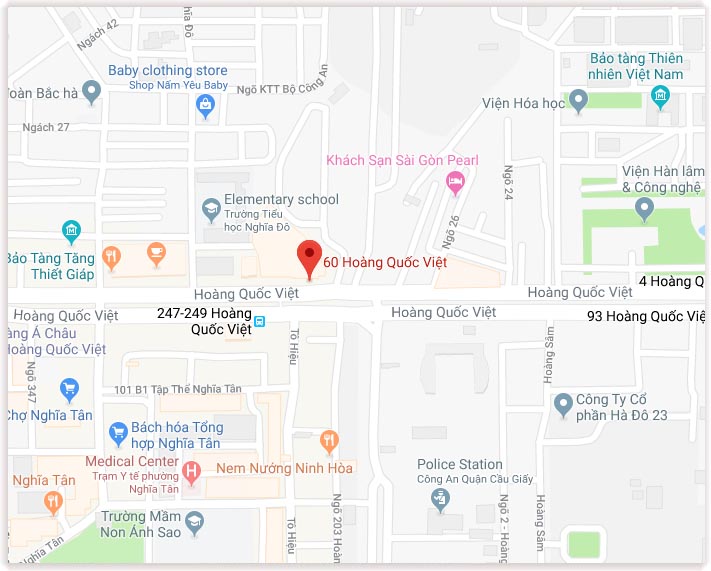 Ngách 42
Nghĩa Đô
Baby clothing store
Shop Nấm Yêu Baby
Ngõ KTT Bộ Công An
Toàn Bắc hà
Ngách 27
Bảo tàng Thiên
nhiên Việt Nam
Viện Hóa học
Khách Sạn Sài Gòn Pearl
Ngõ 24
Viện Hàn lâm
& Công nghệ
Elementary school
Trường Tiểu
học Nghĩa Đô
Ngõ 26
Bảo Tàng Tăng
Thiết Giáp
60 Hoàng Quốc Việt
4 Hoàng Q
Hoàng Quốc Việt
Hoàng Quốc Việt
Hoàng Quốc Việt
247-249 Hoàng
Quốc Việt
Hoàng Quốc Việt
93 Hoàng Quốc Việ
àng Á Châu
Hoàng Quốc Việt
Tô Hiệu
Hoàng Sâm
Ngõ 347
101 B1 Tập Thể Nghĩa Tân
Chợ Nghĩa Tân
Công Ty Cổ
phần Hà Đô 23
Bách hóa Tổng
hợp Nghĩa Tân
Medical Center
Trạm Y tế phường
Nghĩa Tân
Nem Nướng Ninh Hòa
Police Station
Công An Quận Cầu Giấy
Nghĩa Tân
Trường Mầm
Non Ánh Sao
Tô Hiệu
Ngõ 203 Hoàn
Ngõ 2 - Hoàng
Hoàng Sâm
Nghĩa Tân